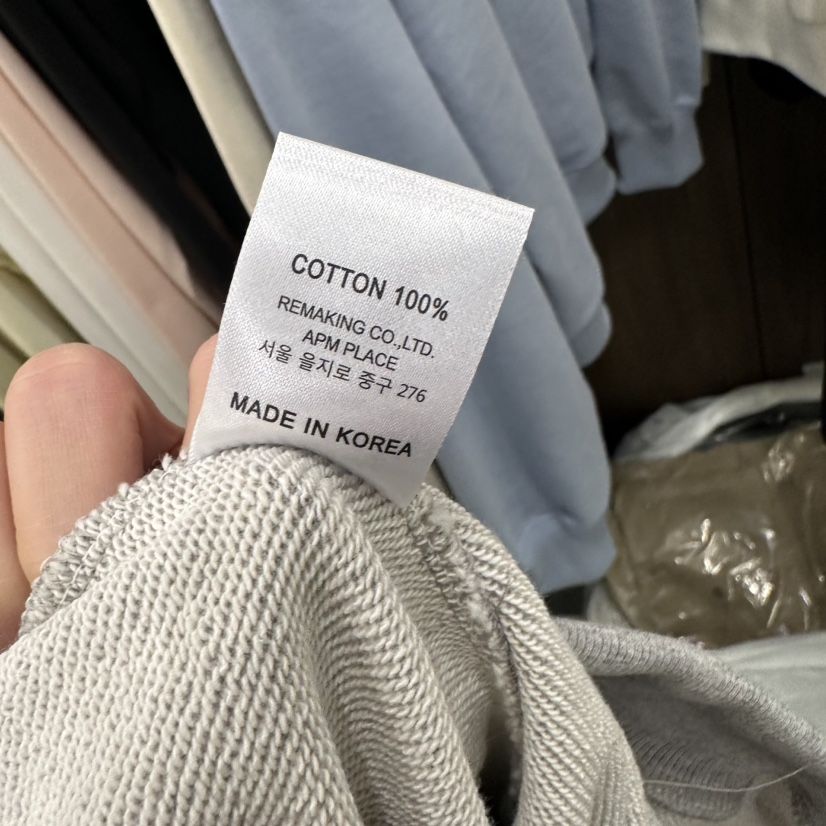 COTTON 100%
REMAKING CO.,LTD.
APM PLACE
서울 을지로 중구 276
MADE IN KOREA